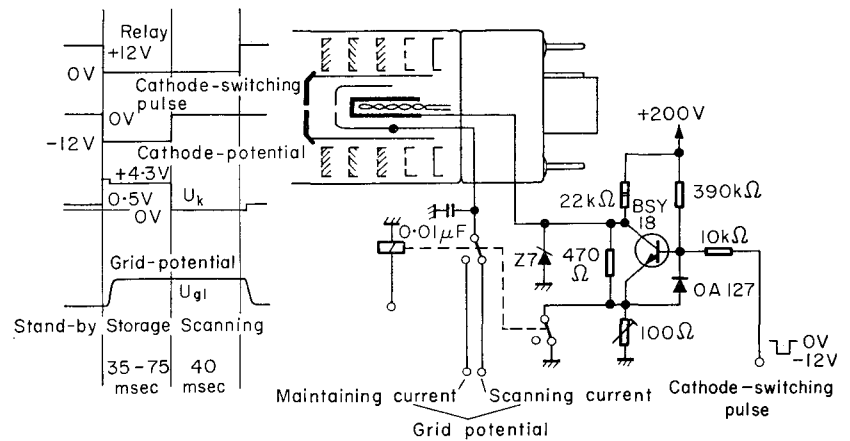 Relay
+12V
0V
Cathode-switching
pulse
0V
-12V
Cathode-potential
+4·3V
0·5V
Uk
0V
Grid-potential
Ug1
Stand-by Storage Scanning
35-75
msec
40
msec
0·01µF
Z7
470
Ω
22kΩ
BSY
18
+200V
390kΩ
10kΩ
OA127
100Ω
0V
-12V
Cathode-switching
pulse
Maintaining current
Scanning current
Grid potential